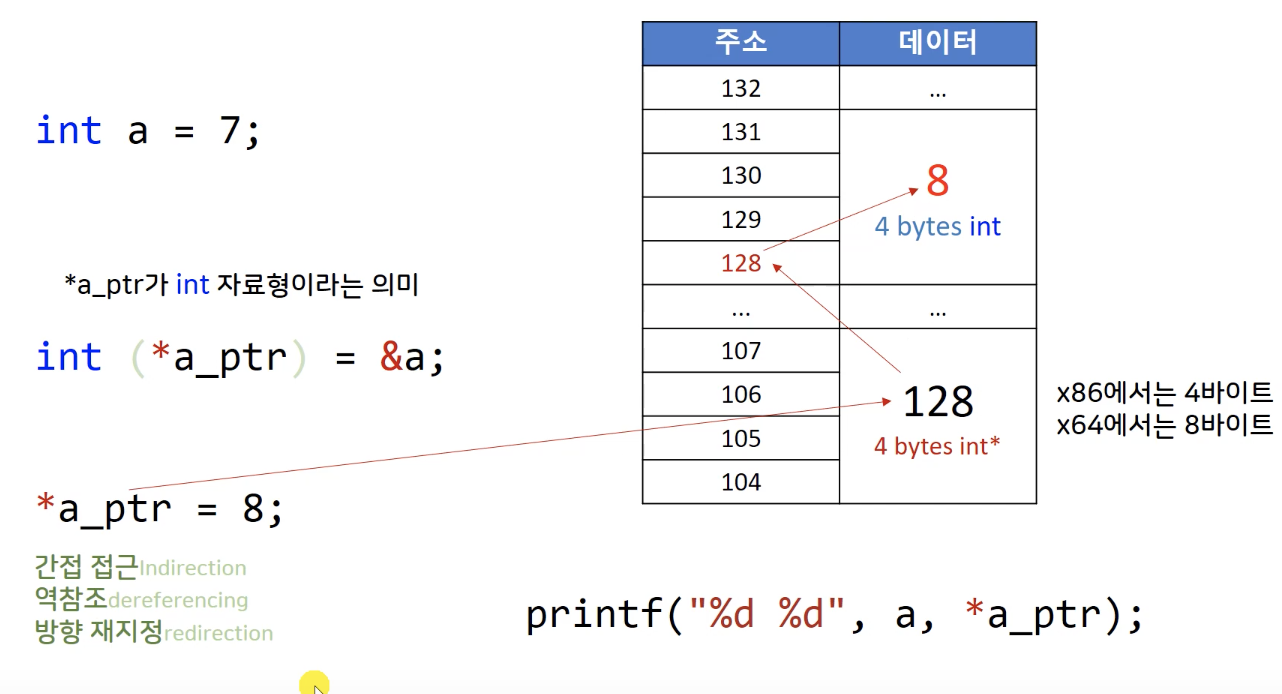 int a = 7;
*a_ptr가 int 자료형이라는 의미
int (*a_ptr) = &a;
*a_ptr = 8;
간접 접근Indirection
역참조dereferencing
방향 재지정redirection
주소 데이터
132 ...
131
130
129
128
8
4 bytes int
... ...
107
106
105
104
128
4 bytes int*
x86에서는 4바이트
x64에서는 8바이트
printf("%d %d", a, *a_ptr);